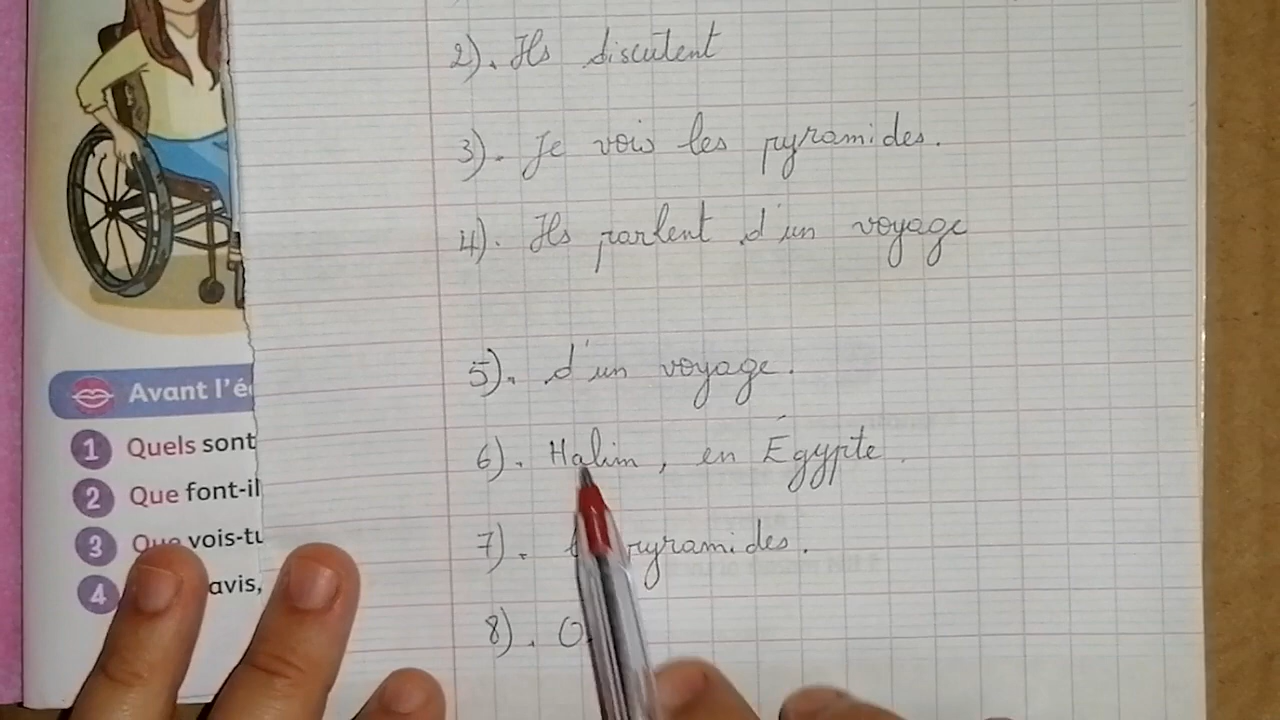 2). Ils discutent
3). Je vois les pyramides.
4). Ils parlent d'un voyage
5). d'un voyage.
6). Halim, en Égypte.
7). pyramides.
8).
Avant l'é
1 Quels sont
2 Que font-il
3 Que vois-tu
4 avis,